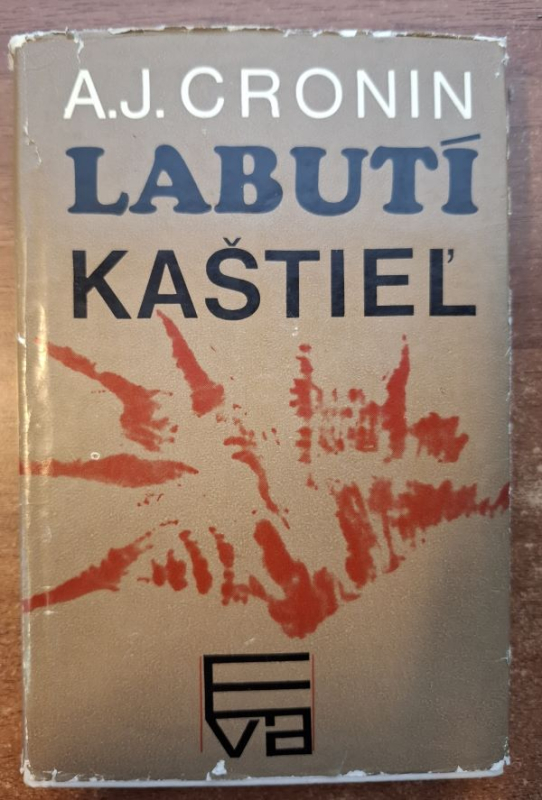 A.J. CRONIN
LABUTÍ
KAŠTIEĽ
Eva